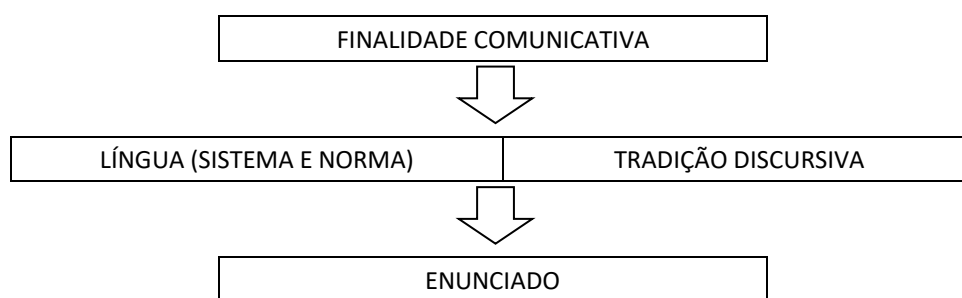 FINALIDADE COMUNICATIVA
LÍNGUA (SISTEMA E NORMA) TRADIÇÃO DISCURSIVA
ENUNCIADO